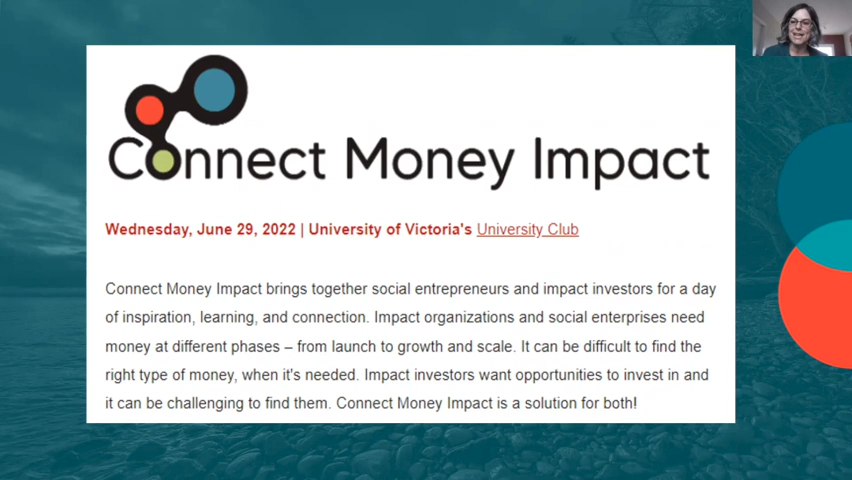 Connect Money Impact
Wednesday, June 29, 2022 | University of Victoria's University Club
Connect Money Impact brings together social entrepreneurs and impact investors for a day
of inspiration, learning, and connection. Impact organizations and social enterprises need
money at different phases – from launch to growth and scale. It can be difficult to find the
right type of money, when it's needed. Impact investors want opportunities to invest in and
it can be challenging to find them. Connect Money Impact is a solution for both!